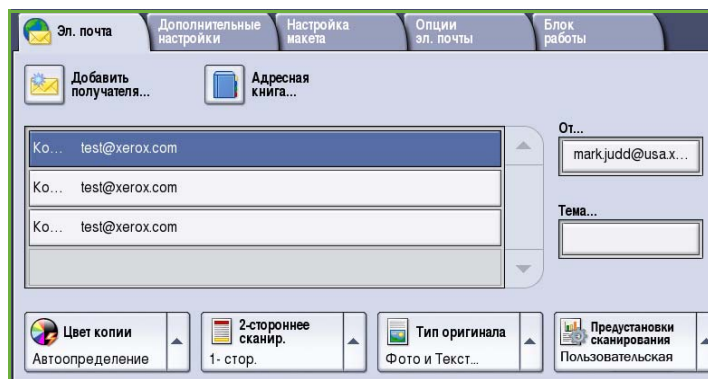 Эл. почта
Дополнительные настройки
Настройка макета
Опции эл. почты
Блок работы
Добавить получателя...
Адресная книга...
Ко... test@xerox.com
Ко... test@xerox.com
Ко... test@xerox.com
От...
mark.judd@usa.x...
Тема...
Цвет копии
Автоопределение
2-стороннее сканир.
1- стор.
Тип оригинала
Фото и Текст...
Предустановки сканирования
Пользовательская